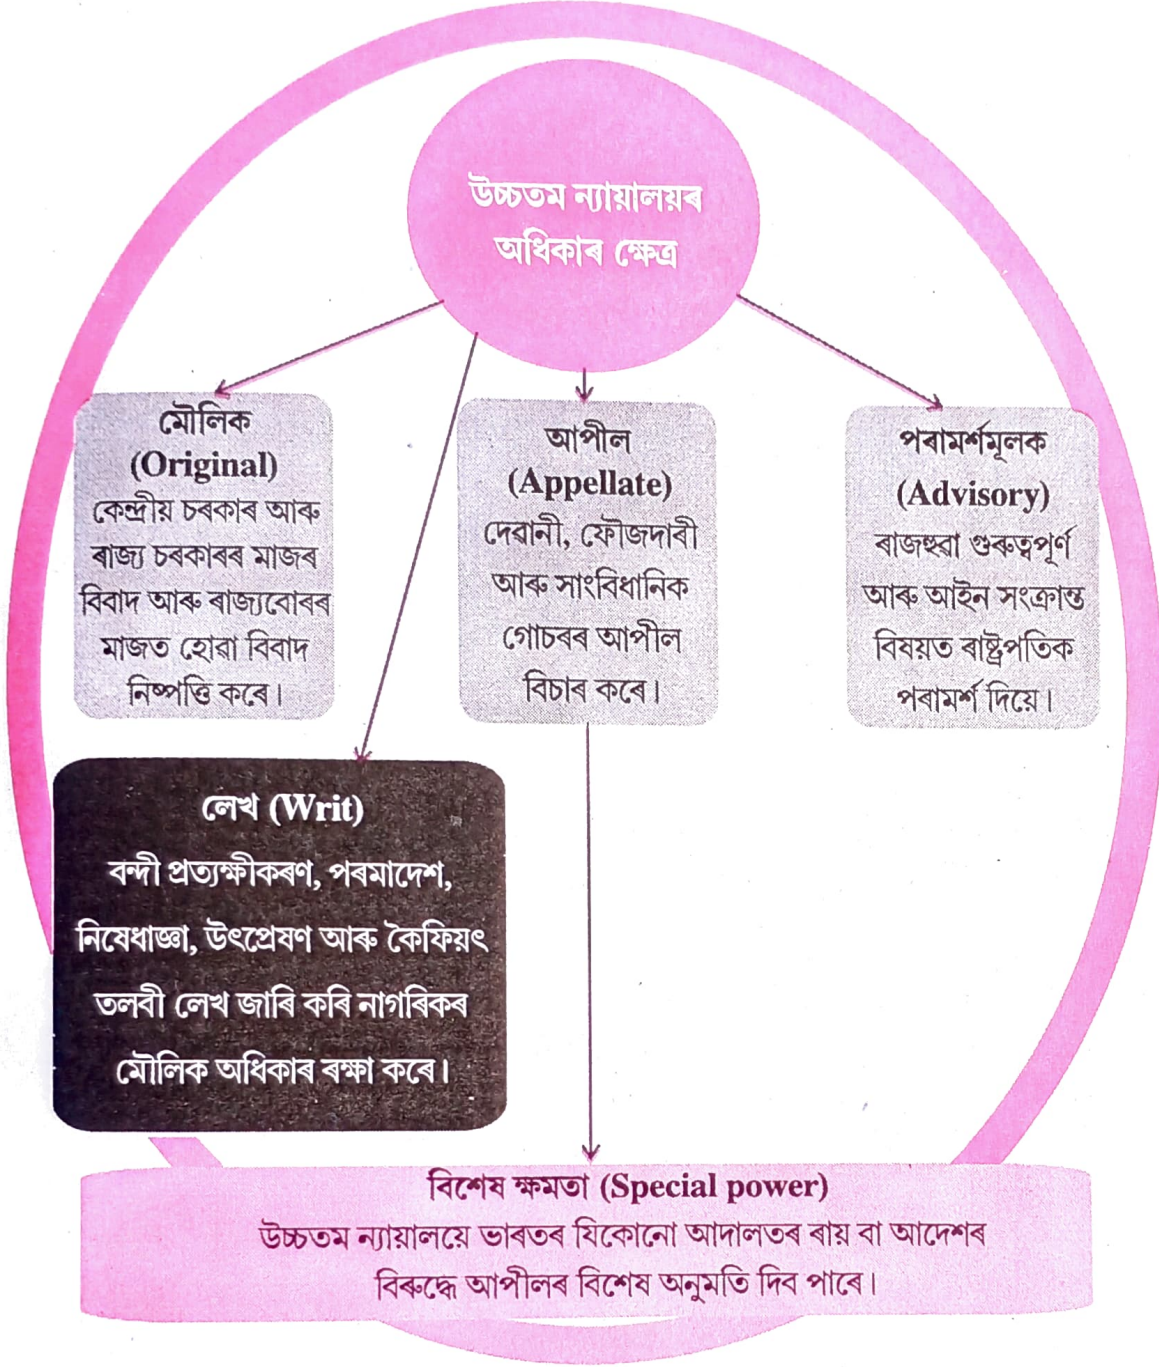 উচ্চতম ন্যায়ালয়ৰ
অধিকাৰ ক্ষেত্ৰ
মৌলিক
(Original)
কেন্দ্ৰীয় চৰকাৰ আৰু
ৰাজ্য চৰকাৰৰ মাজৰ
বিবাদ আৰু ৰাজ্যবোৰৰ
মাজত হোৱা বিবাদ
নিষ্পত্তি কৰে।
আপীল
(Appellate)
দেৱানী, ফৌজদাৰী
আৰু সাংবিধানিক
গোচৰৰ আপীল
বিচাৰ কৰে।
পৰামৰ্শমূলক
(Advisory)
ৰাজহুৱা গুৰুত্বপূৰ্ণ
আৰু আইন সংক্ৰান্ত
বিষয়ত ৰাষ্ট্ৰপতিক
পৰামৰ্শ দিয়ে।
লেখ (Writ)
বন্দী প্ৰত্যক্ষীকৰণ, পৰমাদেশ,
নিষেধাজ্ঞা, উৎপ্ৰেষণ আৰু কৈফিয়ৎ
তলবী লেখ জাৰি কৰি নাগৰিকৰ
মৌলিক অধিকাৰ ৰক্ষা কৰে।
বিশেষ ক্ষমতা (Special power)
উচ্চতম ন্যায়ালয়ে ভাৰতৰ যিকোনো আদালতৰ ৰায় বা আদেশৰ
বিৰুদ্ধে আপীলৰ বিশেষ অনুমতি দিব পাৰে।